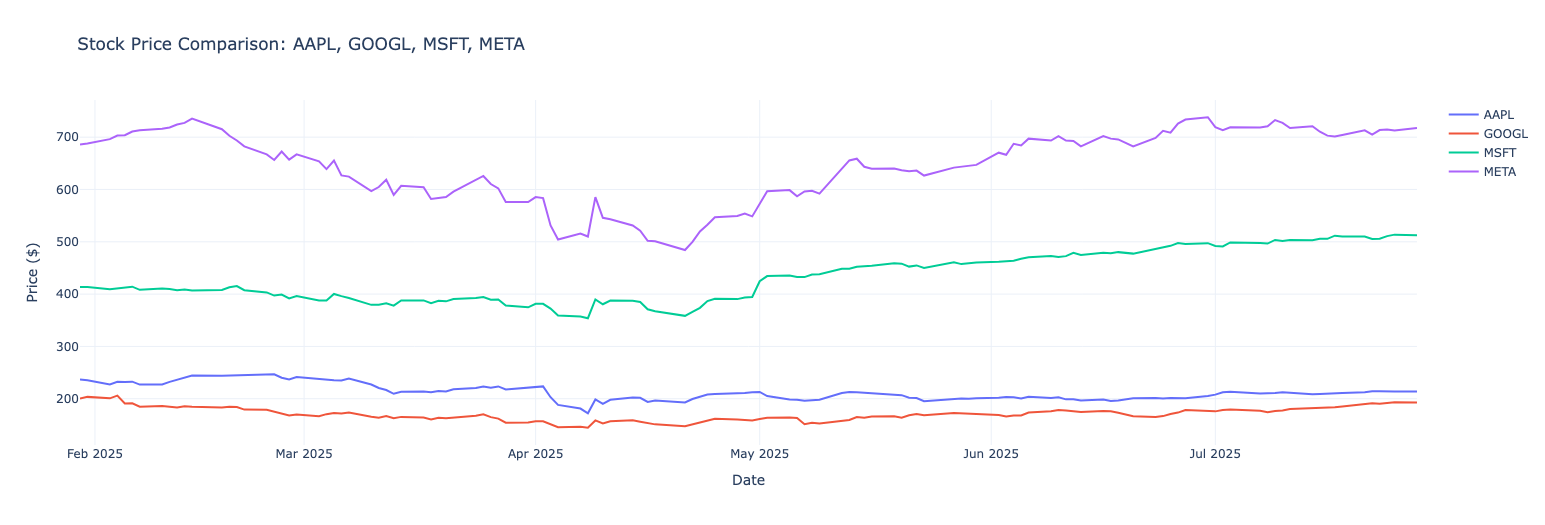 Stock Price Comparison: AAPL, GOOGL, MSFT, META
AAPL
GOOGL
MSFT
META
Price ($)
700
600
500
400
300
200
Feb 2025 Mar 2025 Apr 2025 May 2025 Jun 2025 Jul 2025
Date